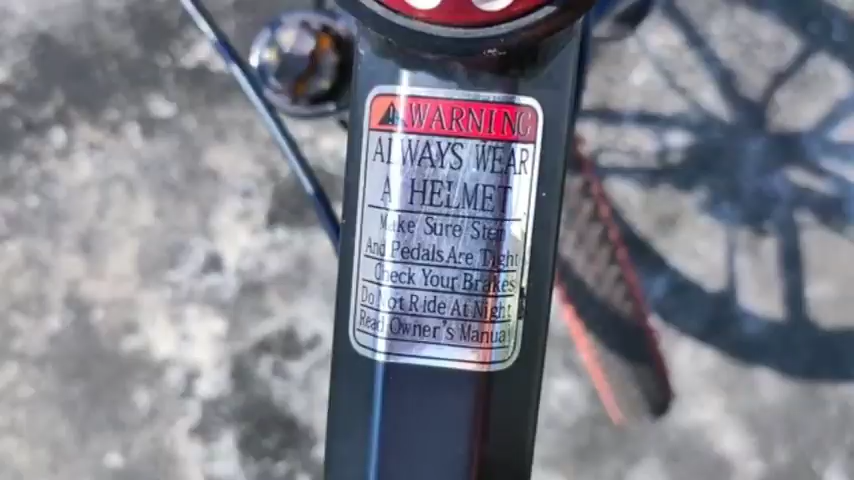 WARNING
ALWAYS WEAR
A HELMET
Make Sure Stem
And Pedals Are Tight
Check Your Brakes
Do Not Ride At Night
Read Owner's Manual